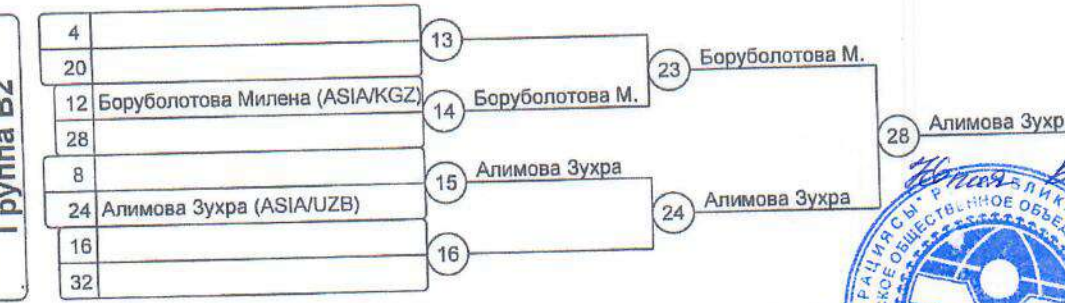 Группа B2
4
13
20
23
Боруболотова М.
12 Боруболотова Милена (ASIA/KGZ)
14
Боруболотова М.
28
28
Алимова Зухр
8
15
Алимова Зухра
24 Алимова Зухра (ASIA/UZB)
24
Алимова Зухра
16
16
32